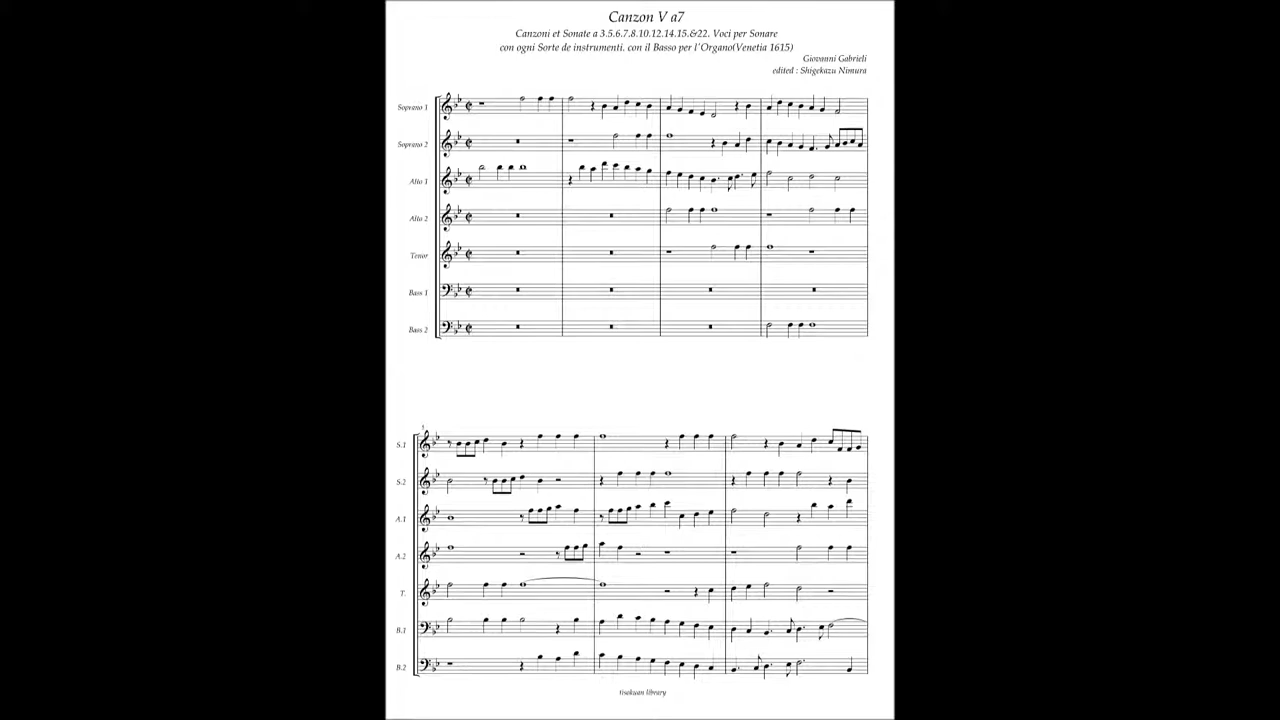 Canzon V a7
Canzoni et Sonate a 3.5.6.7.8.10.12.14.15.&22. Voci per Sonare
con ogni Sorte de instrumenti. con il Basso per l'Organo(Venetia 1615)
Giovanni Gabrieli
edited : Shigekazu Nimura
Soprano 1
Soprano 2
Alto 1
Alto 2
Tenor
Bass 1
Bass 2
5
S.1
S.2
A.1
A.2
T.
B.1
B.2
tisokuan library